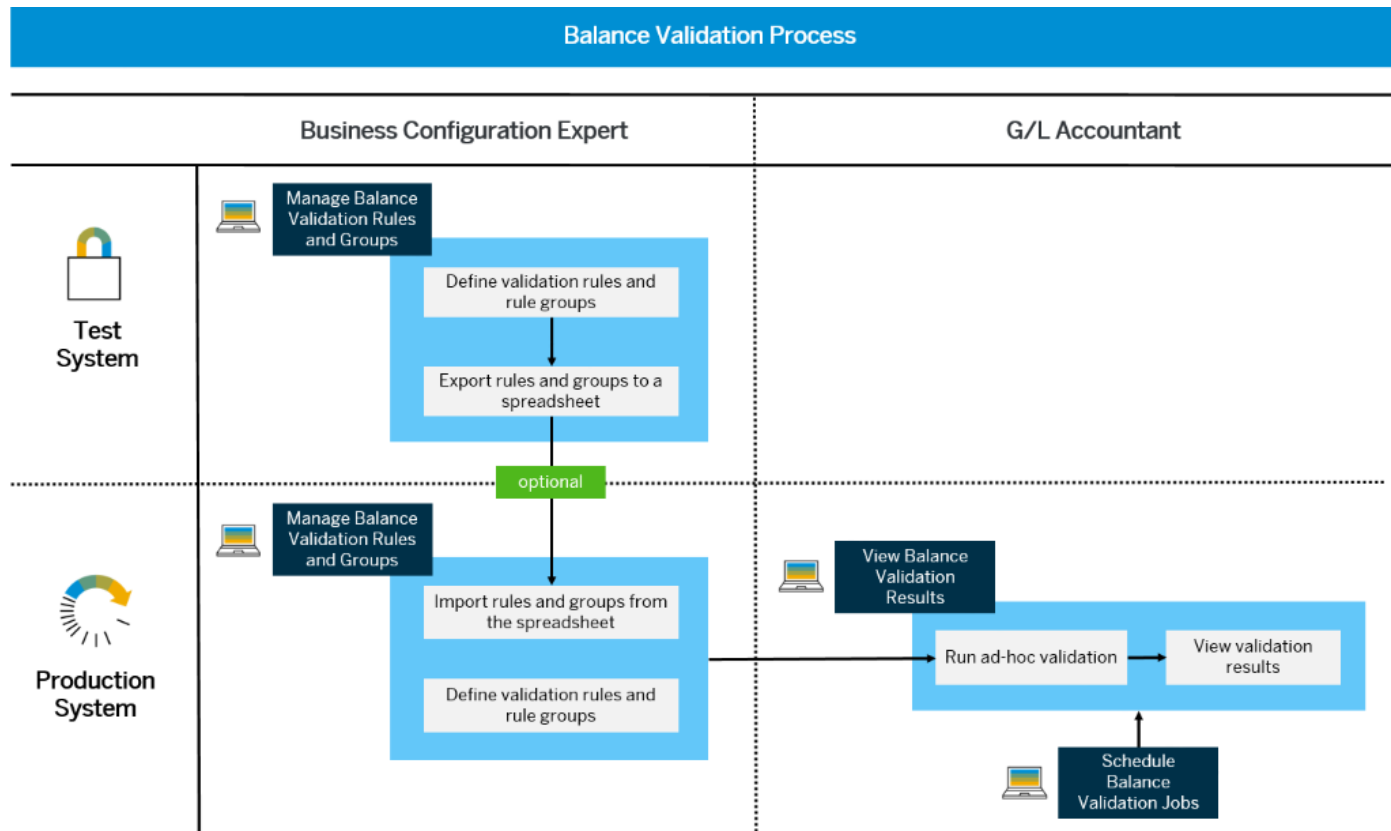 Balance Validation Process
Business Configuration Expert
G/L Accountant
Test
System
Manage Balance
Validation Rules
and Groups
Define validation rules and
rule groups
Export rules and groups to a
spreadsheet
optional
Production
System
Manage Balance
Validation Rules
and Groups
Import rules and groups from
the spreadsheet
Define validation rules and
rule groups
View Balance
Validation
Results
Run ad-hoc validation
View validation
results
Schedule
Balance
Validation Jobs